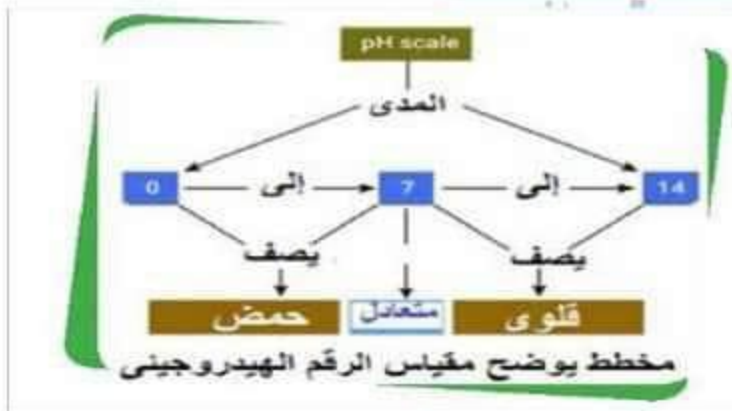 pH scale
المدى
0 إلى 7 إلى 14
يصف يصف
حمض متعادل قلوى
مخطط يوضح مقياس الرقم الهيدروجينى